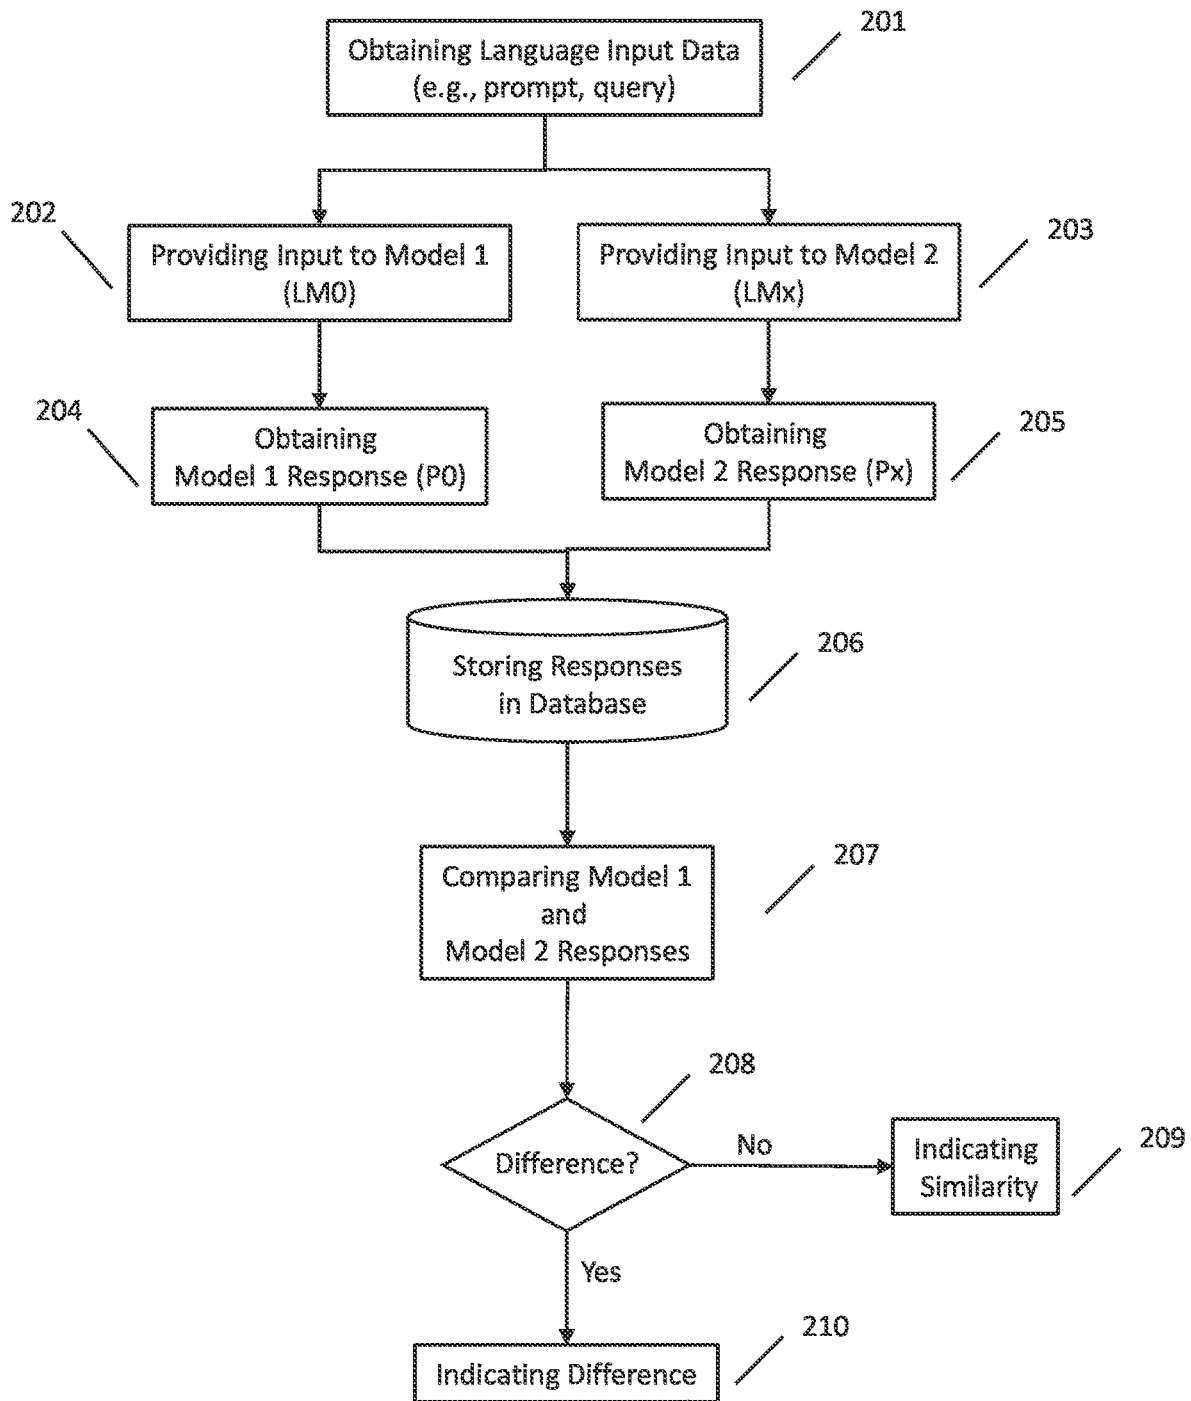 Obtaining Language Input Data
(e.g., prompt, query)
201
202
Providing Input to Model 1
(LM0)
Providing Input to Model 2
(LMx)
203
204
Obtaining
Model 1 Response (P0)
Obtaining
Model 2 Response (Px)
205
Storing Responses
in Database
206
Comparing Model 1
and
Model 2 Responses
207
208
Difference?
No
Indicating
Similarity
209
Yes
Indicating Difference
210